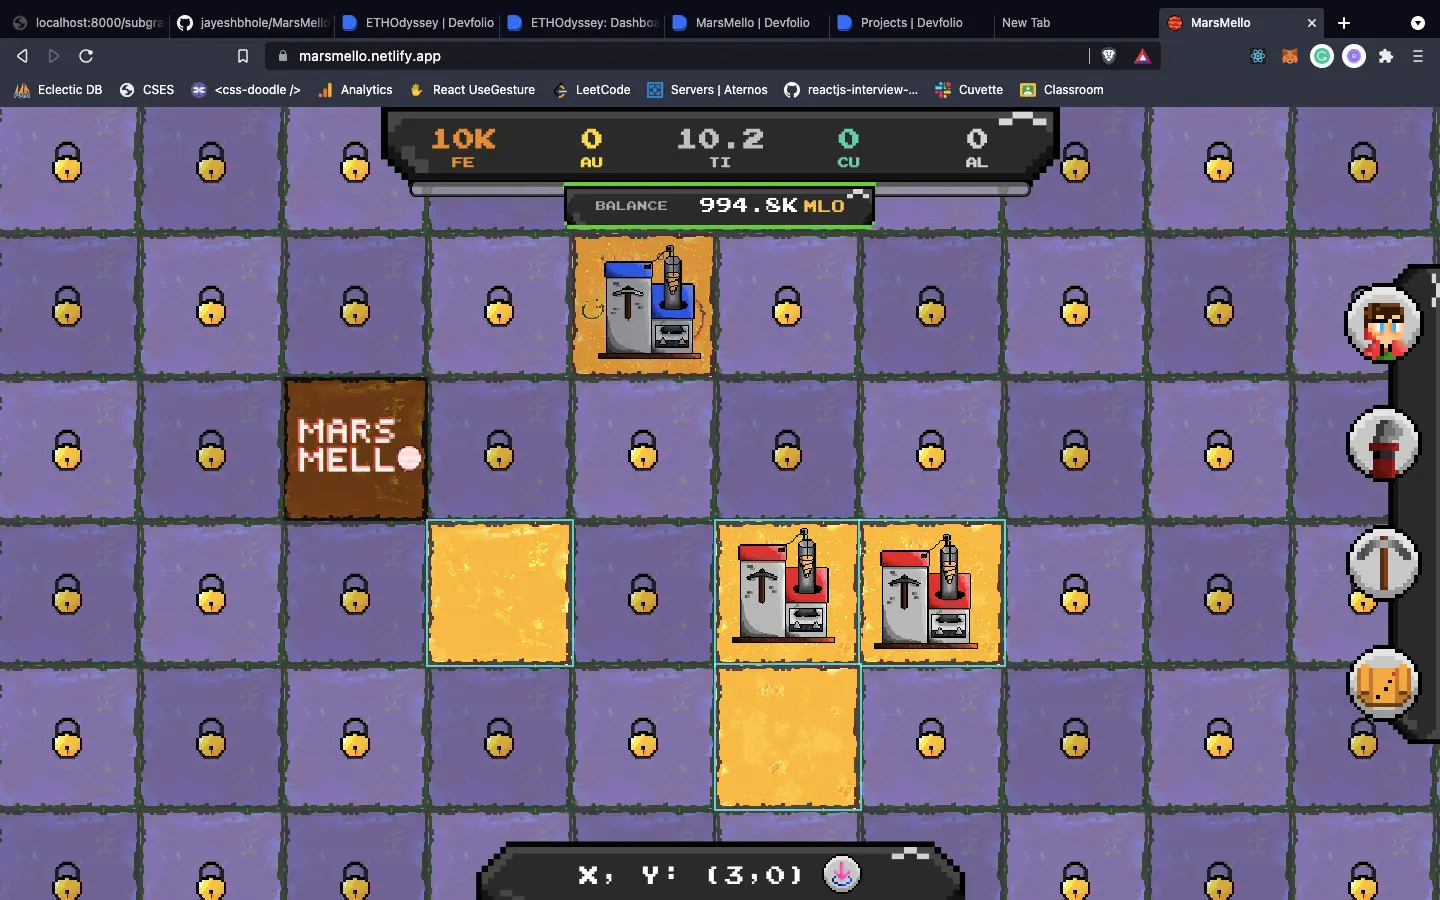 localhost:8000/subgra
jayeshbhole/MarsMello
ETHOdyssey | Devfolio
ETHOdyssey: Dashboa
MarsMello | Devfolio
Projects | Devfolio
New Tab
MarsMello
marsmello.netlify.app
Eclectic DB
CSES
<css-doodle />
Analytics
React UseGesture
LeetCode
Servers | Aternos
reactjs-interview-...
Cuvette
Classroom
10K 0 10.2 0 0
FE AU TI CU AL
BALANCE 994.8K MLO
MARS
MELLO
X, Y: (3,0)